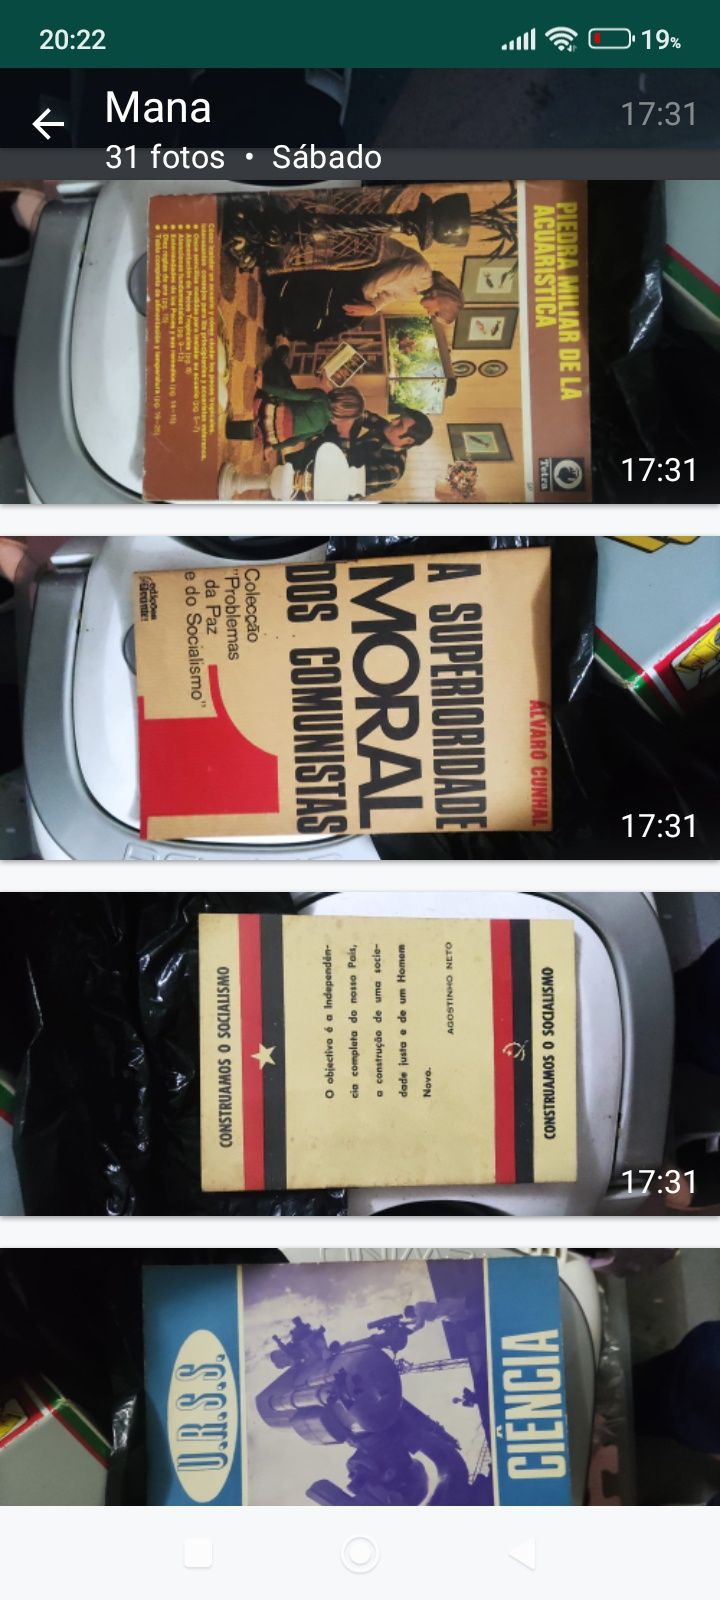 20:22
19%
Mana
31 fotos • Sábado
17:31
PIEDRA MILIAR DE LA
ACUARISTICA
Tetra
17:31
ÁLVARO CUNHAL
A SUPERIORIDADE
MORAL
DOS COMUNISTAS
Colecção
"Problemas
da Paz
e do Socialismo"
edições
17:31
CONSTRUAMOS O SOCIALISMO
O objectivo é a Independên-
cia completa do nosso País,
a construção de uma socie-
dade justa e de um Homem
Novo.
AGOSTINHO NETO
CONSTRUAMOS O SOCIALISMO
17:31
U.R.S.S.
CIÊNCIA